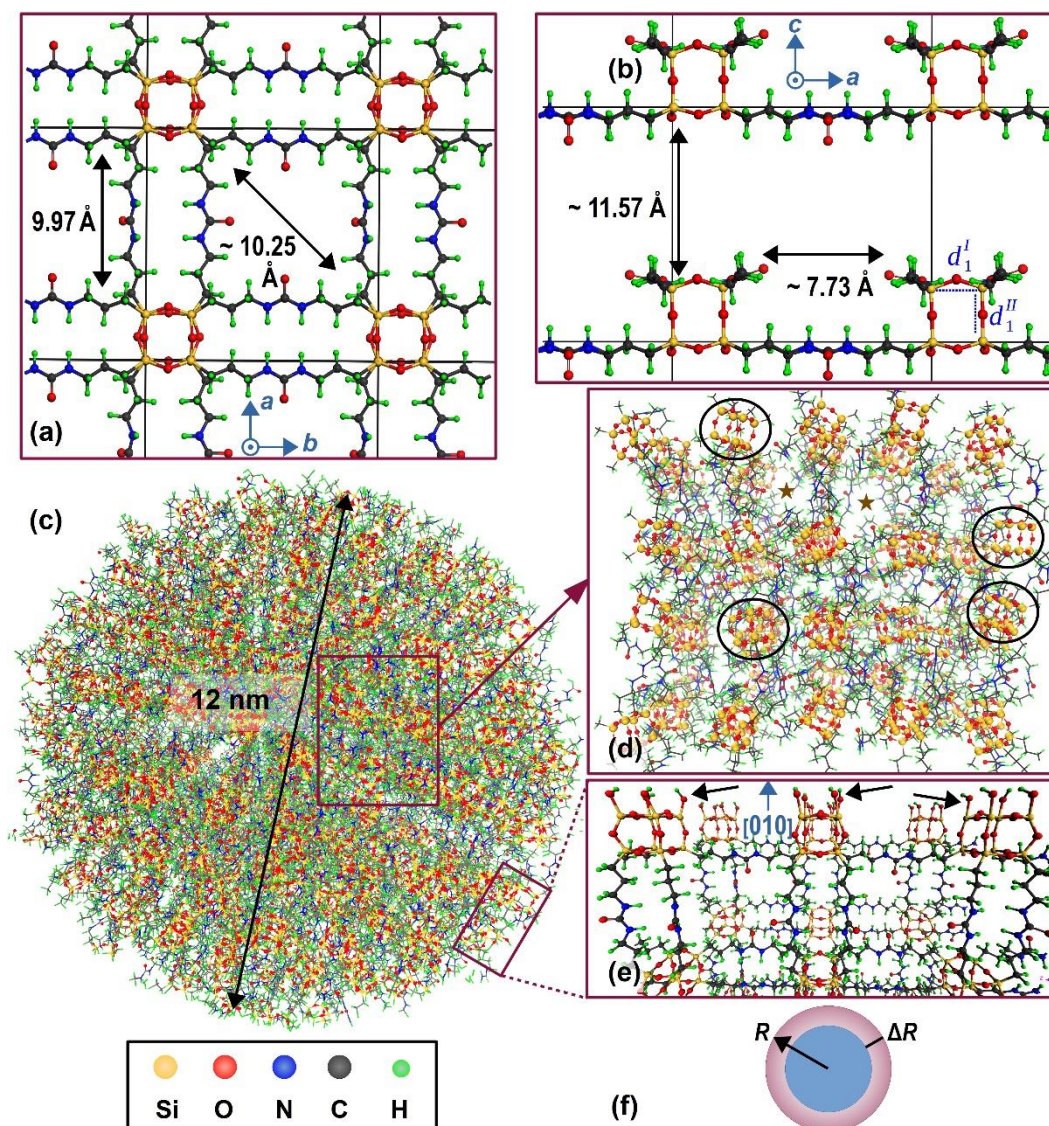 9.97 Å
~ 10.25
Å
(a)
a
b
(b)
c
a
~ 11.57
Å
~ 7.73 Å
d₁ᴵ
d₁ᴵᴵ
(c)
12 nm
(d)
[010]
(e)
Si O N C H
R
ΔR
(f)